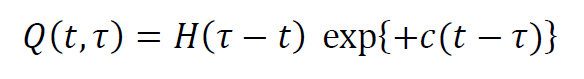 Q(t, τ) = H(τ − t) exp{+c(t − τ)}